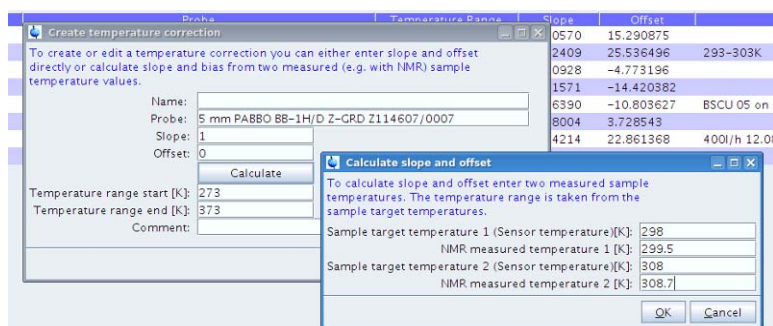 Probe Temperature Range Slope Offset
Create temperature correction
0570 15.290875
To create or edit a temperature correction you can either enter slope and offset
directly or calculate slope and bias from two measured (e.g. with NMR) sample
temperature values.
2409 25.536496 293-303K
0928 -4.773196
1571 -14.420382
6390 -10.803627 BSCU 05 on
8004 3.728543
4214 22.861368 400l/h 12.08
Name:
Probe: 5 mm PABBO BB-1H/D Z-GRD Z114607/0007
Slope: 1
Offset: 0
Calculate
Temperature range start [K]: 273
Temperature range end [K]: 373
Comment:
Calculate slope and offset
To calculate slope and offset enter two measured sample
temperatures. The temperature range is taken from the
sample target temperatures.
Sample target temperature 1 (Sensor temperature)[K]: 298
NMR measured temperature 1 [K]: 299.5
Sample target temperature 2 (Sensor temperature)[K]: 308
NMR measured temperature 2 [K]: 308.7
OK Cancel